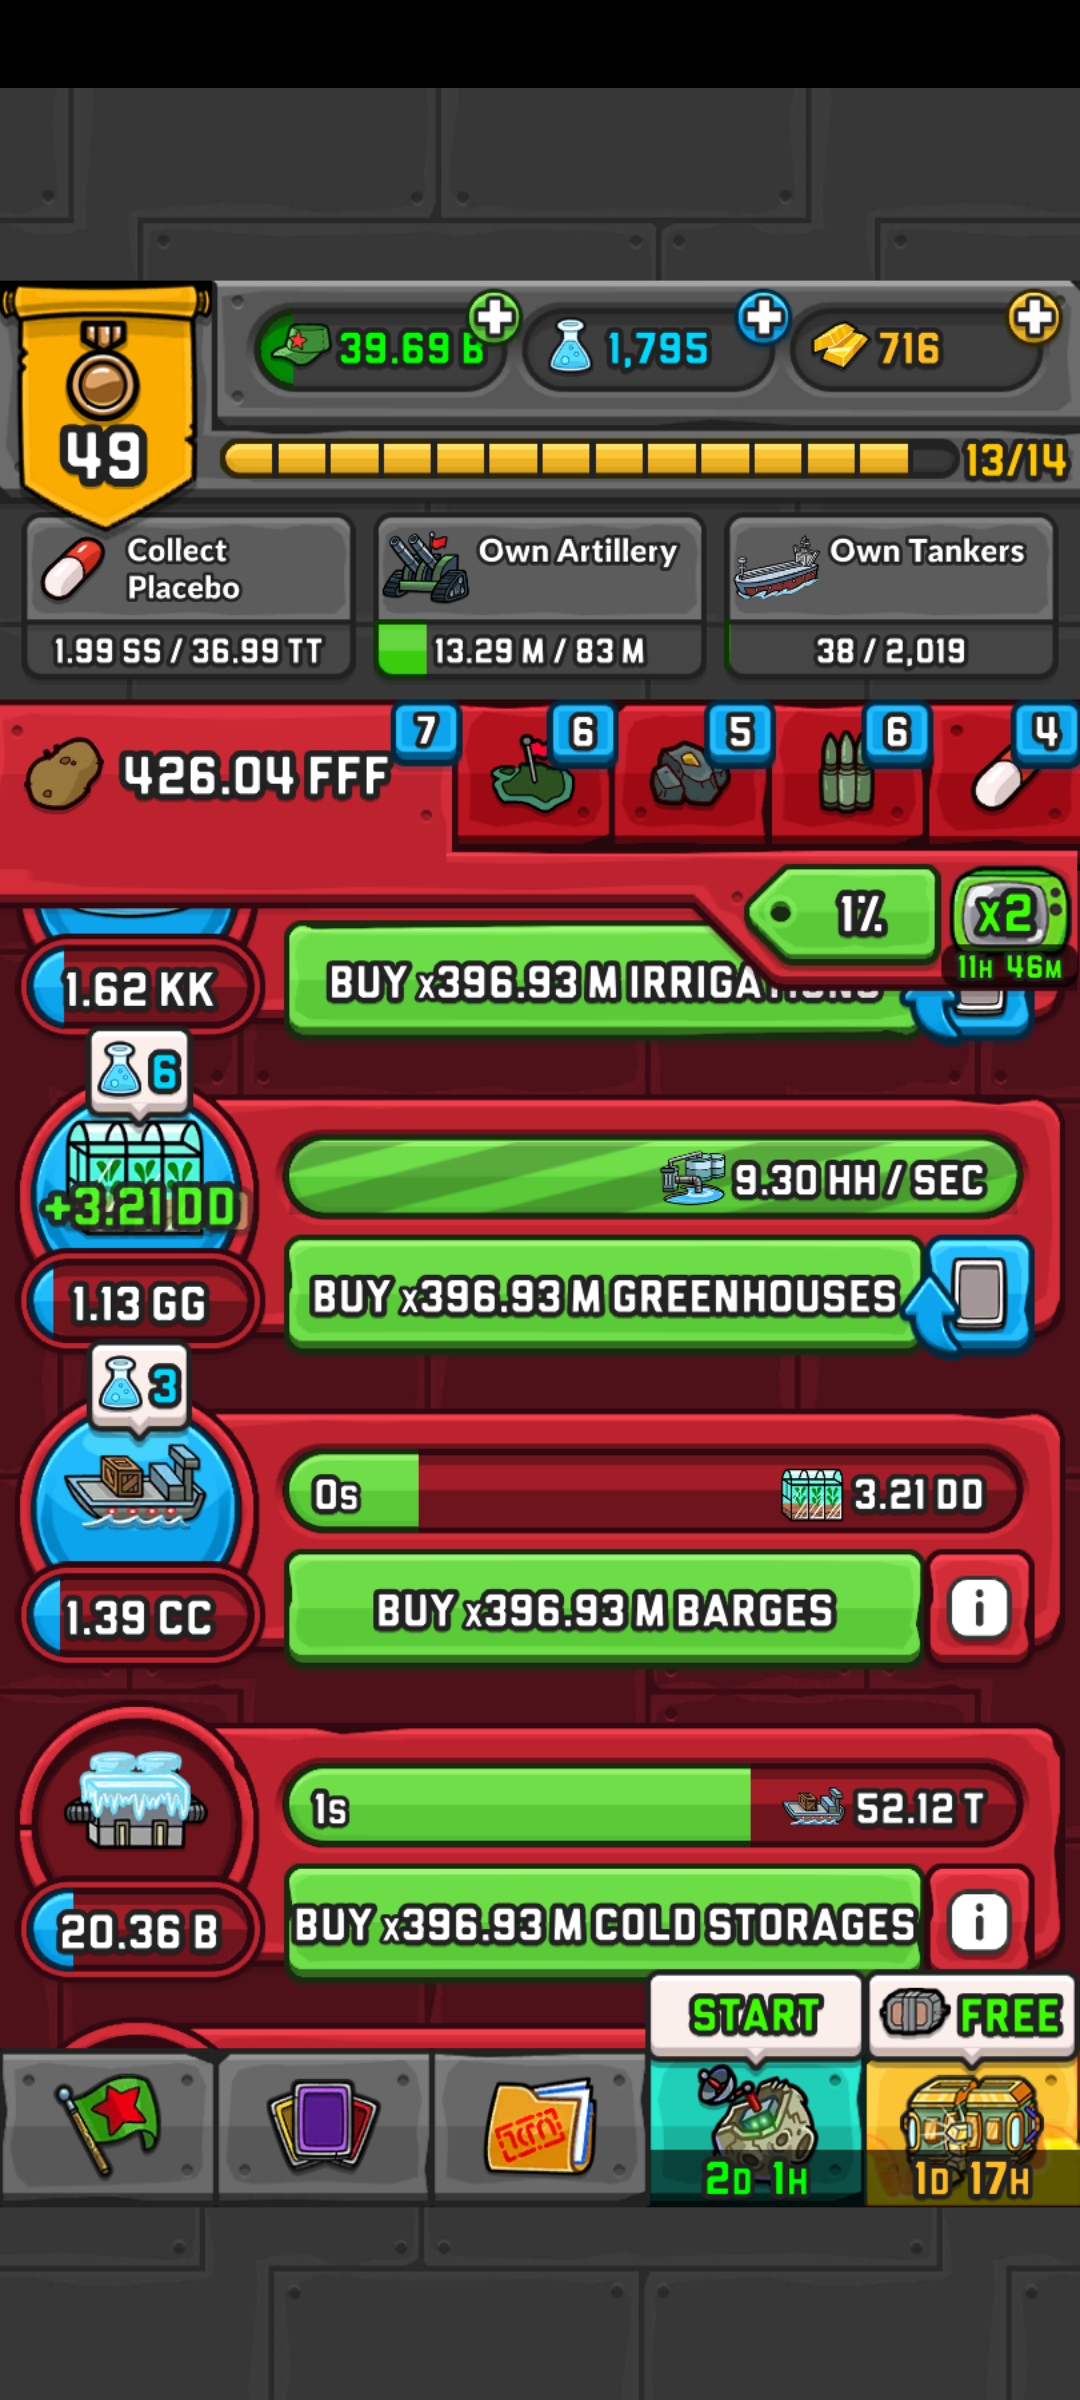 39.69 B
1,795
716
49
13/14
Collect
Placebo
1.99 SS / 36.99 TT
Own Artillery
13.29 M / 83 M
Own Tankers
38 / 2,019
426.04 FFF
7
6
5
6
4
1%
x2
11H 46M
1.62 KK
BUY x396.93 M IRRIGATIONS
6
+3.21 DD
9.30 HH / SEC
1.13 GG
BUY x396.93 M GREENHOUSES
3
0s
3.21 DD
1.39 CC
BUY x396.93 M BARGES
i
1s
52.12 T
20.36 B
BUY x396.93 M COLD STORAGES
i
START
FREE
2D 1H
1D 17H